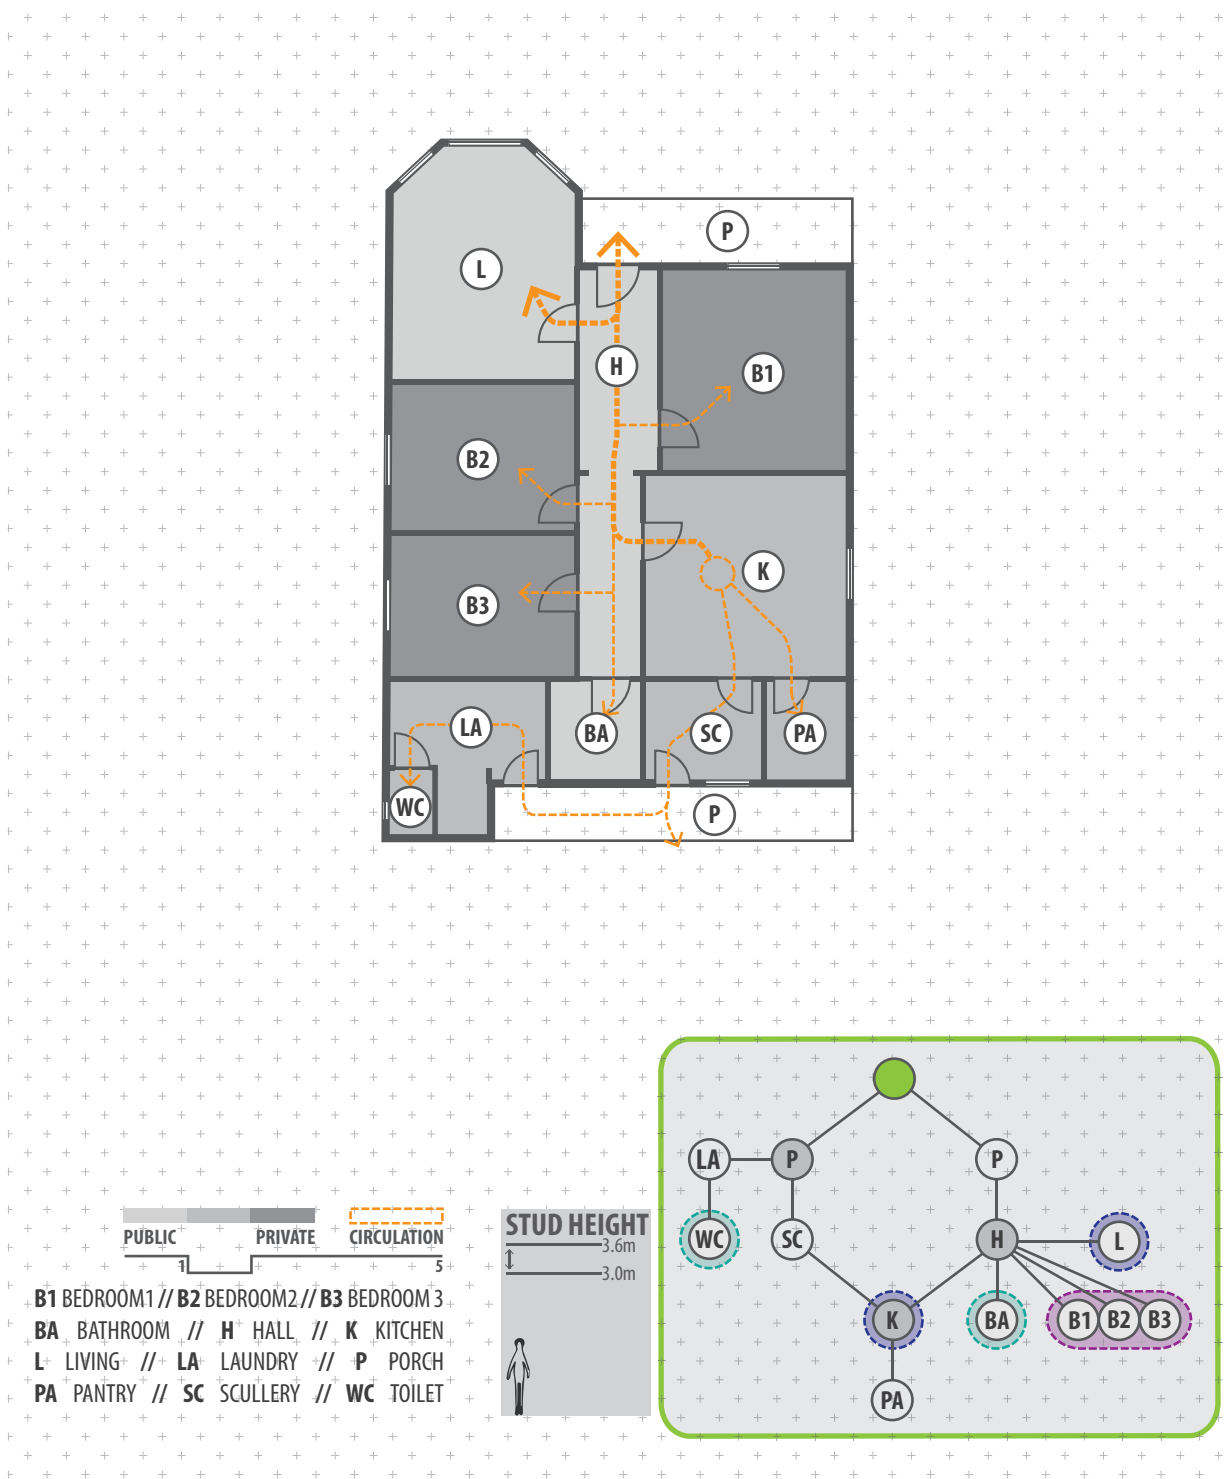 P
L
H
B1
B2
K
B3
LA
BA
SC
PA
WC
P
LA
P
P
WC
SC
H
L
K
BA
B1 B2 B3
PA
PUBLIC PRIVATE CIRCULATION
1 5
B1 BEDROOM1 // B2 BEDROOM2 // B3 BEDROOM 3
BA BATHROOM // H HALL // K KITCHEN
L LIVING // LA LAUNDRY // P PORCH
PA PANTRY // SC SCULLERY // WC TOILET
STUD HEIGHT
3.6m
3.0m